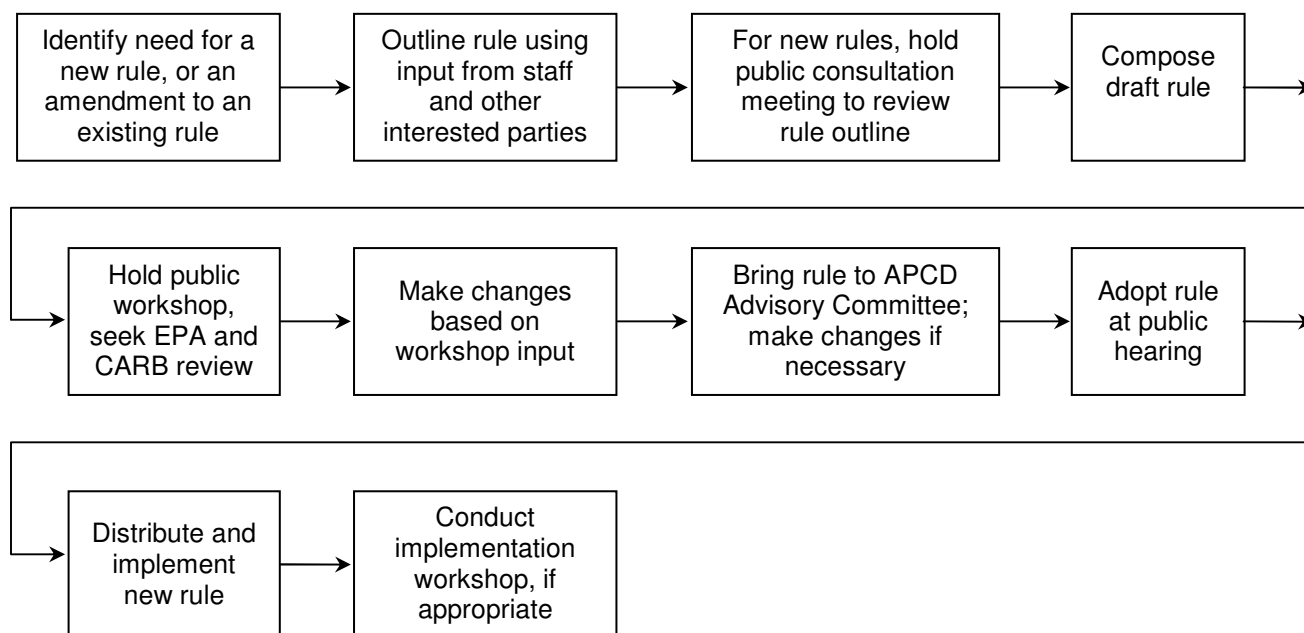 Identify need for a
new rule, or an
amendment to an
existing rule
Outline rule using
input from staff
and other
interested parties
For new rules, hold
public consultation
meeting to review
rule outline
Compose
draft rule
Hold public
workshop,
seek EPA and
CARB review
Make changes
based on
workshop input
Bring rule to APCD
Advisory Committee;
make changes if
necessary
Adopt rule
at public
hearing
Distribute and
implement
new rule
Conduct
implementation
workshop, if
appropriate